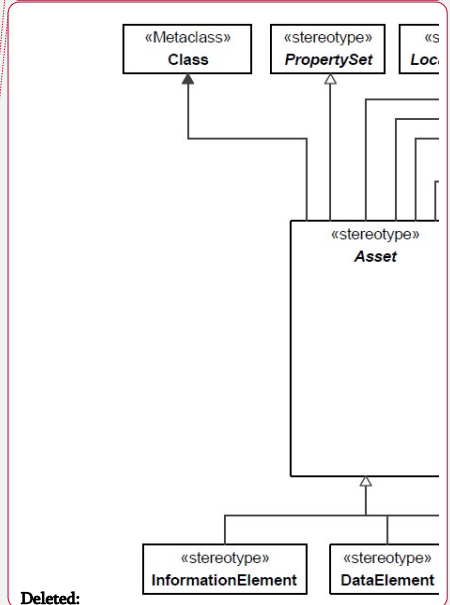 «Metaclass»
Class
«stereotype»
PropertySet
«stereotype»
Asset
«stereotype»
InformationElement
«stereotype»
DataElement
Deleted: